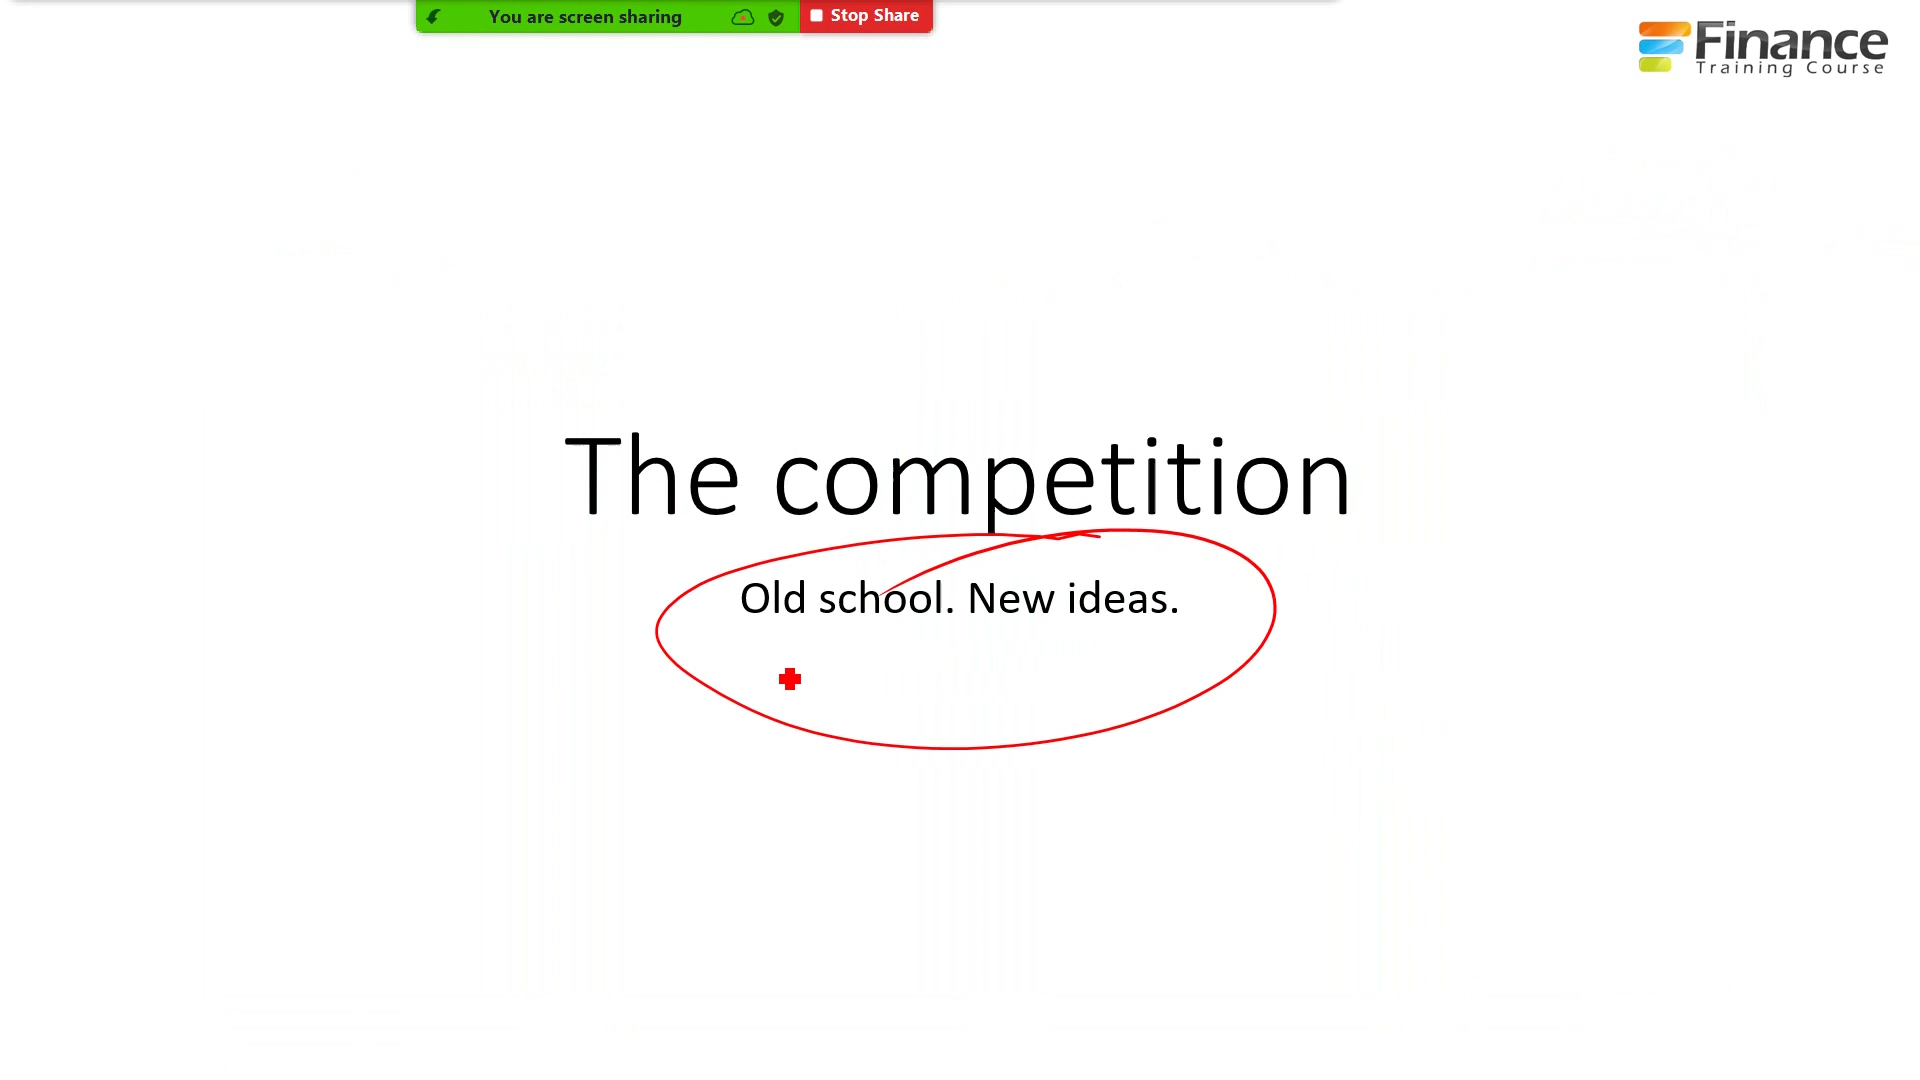 You are screen sharing
Stop Share
Finance
Training Course
The competition
Old school. New ideas.